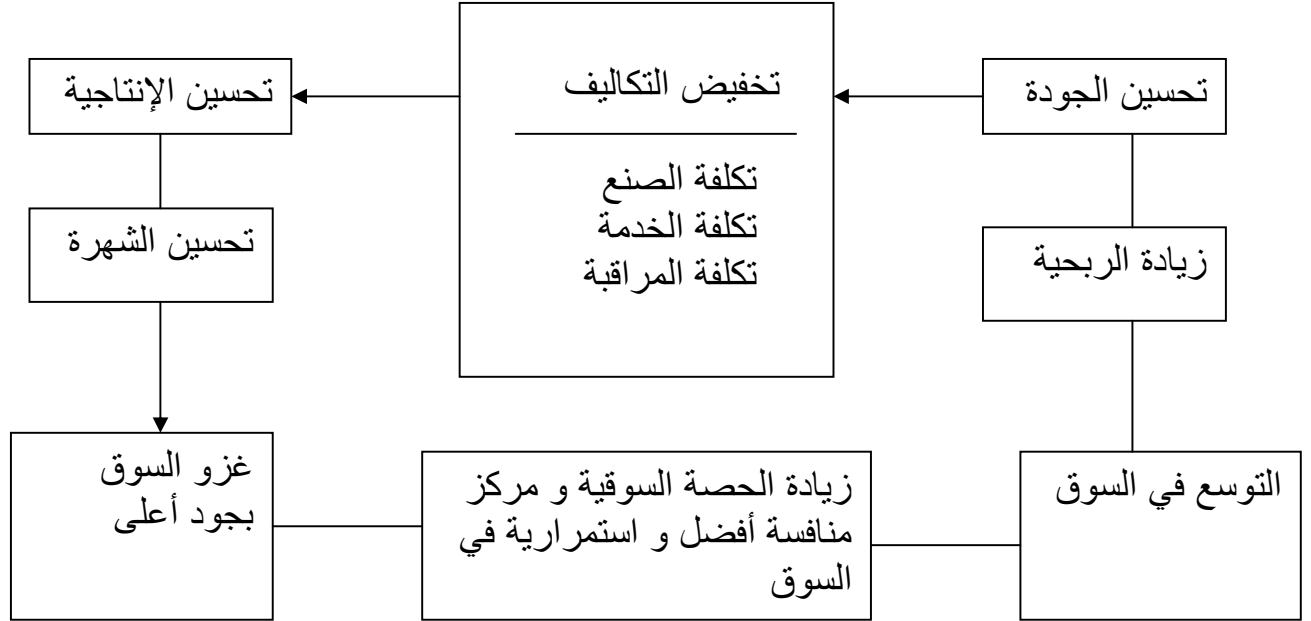 تحسين الجودة
تخفيض التكاليف
تكلفة الصنع
تكلفة الخدمة
تكلفة المراقبة
تحسين الإنتاجية
تحسين الشهرة
زيادة الربحية
غزو السوق
بجود أعلى
زيادة الحصة السوقية و مركز
منافسة أفضل و استمرارية في
السوق
التوسع في السوق